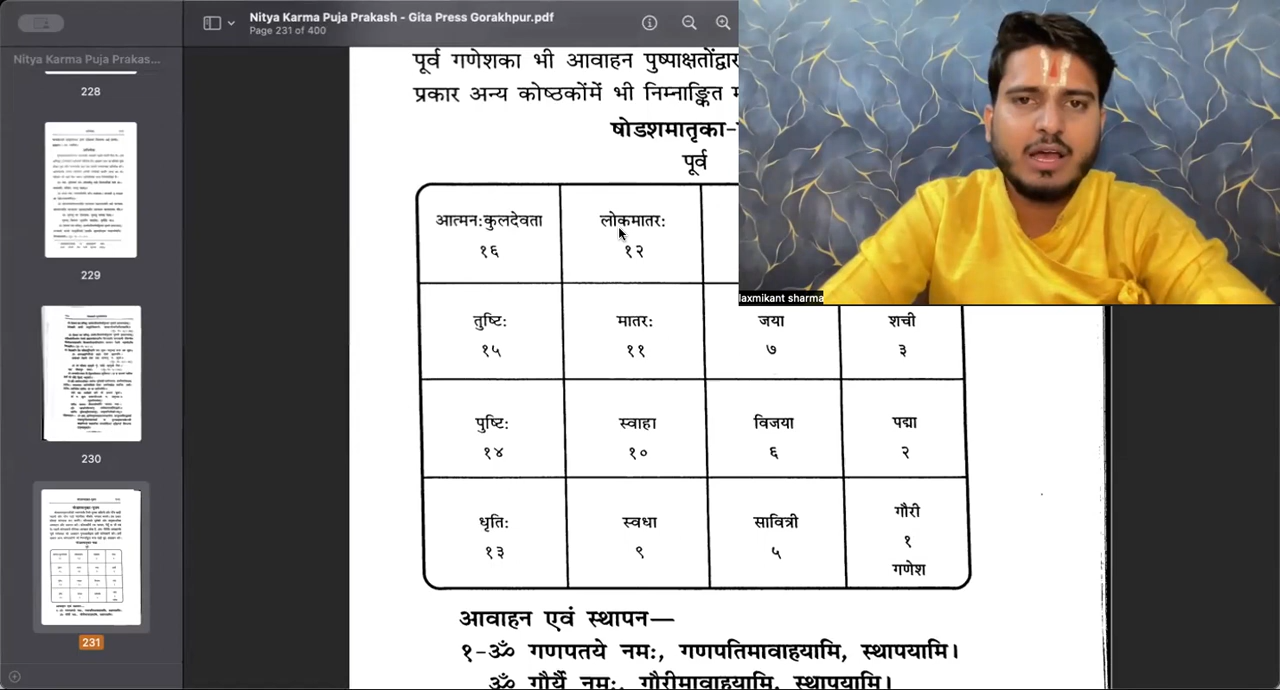 Nitya Karma Puja Prakash - Gita Press Gorakhpur.pdf
Page 231 of 400
Nitya Karma Puja Prakas...
228
229
230
231
पूर्व गणेशका भी आवाहन पुष्पाक्षतोंद्वार
प्रकार अन्य कोष्ठकोंमें भी निम्नाङ्कित म
षोडशमातृका-
पूर्व
आत्मन:कुलदेवता
१६
लोकमातर:
१२
तुष्टि:
१५
मातर:
११
जया
७
शची
३
पुष्टि:
१४
स्वाहा
१०
विजया
६
पद्मा
२
धृति:
१३
स्वधा
९
सावित्री
५
गौरी
१
गणेश
आवाहन एवं स्थापन—
१-ॐ गणपतये नम:, गणपतिमावाहयामि, स्थापयामि।
ॐ गौर्यै नम:, गौरीमावाहयामि, स्थापयामि।
laxmikant sharma